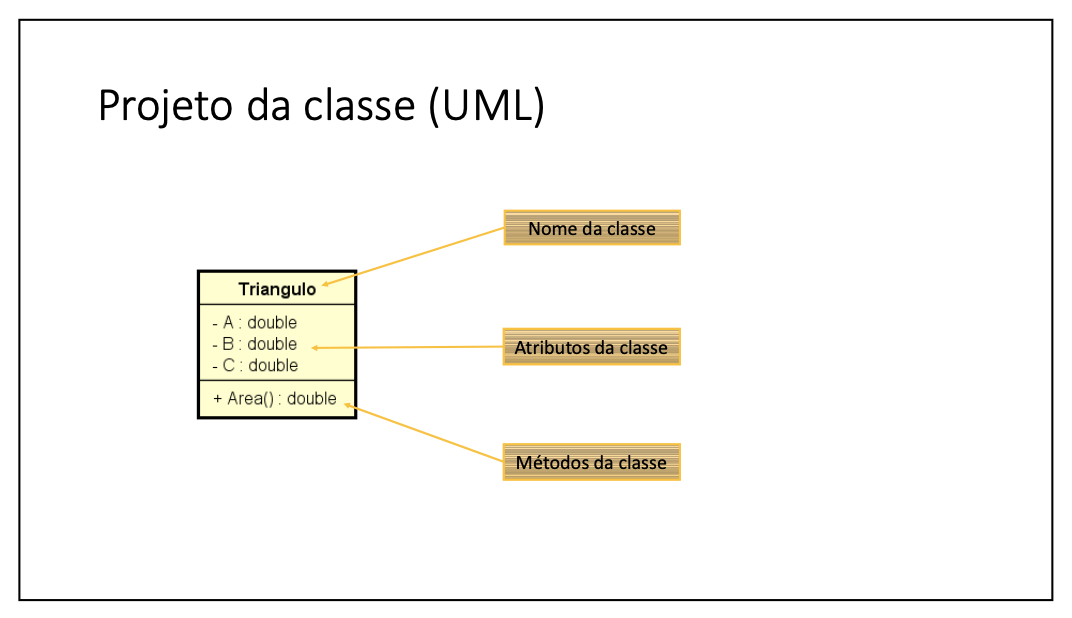 Projeto da classe (UML)
Nome da classe
Triangulo
- A : double
- B : double
- C : double
Atributos da classe
+ Area() : double
Métodos da classe